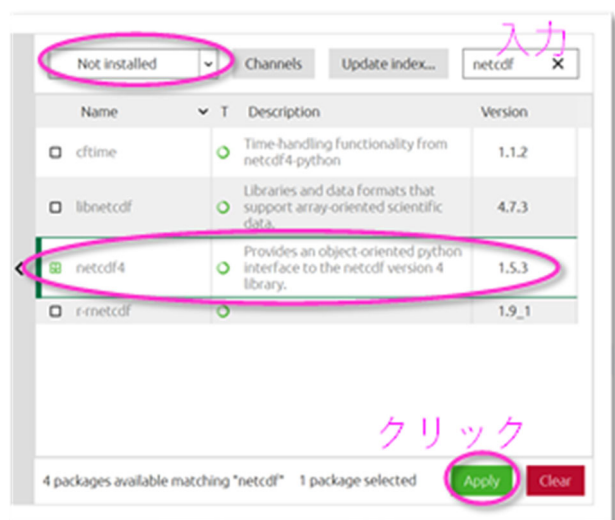 入力
Not installed Channels Update index... netcdf X
Name T Description Version
cftime Time-handling functionality from netcdf4-python 1.1.2
libnetcdf Libraries and data formats that support array-oriented scientific data. 4.7.3
netcdf4 Provides an object-oriented python interface to the netcdf version 4 library. 1.5.3
r-rnetcdf 1.9_1
クリック
4 packages available matching "netcdf" 1 package selected Apply Clear